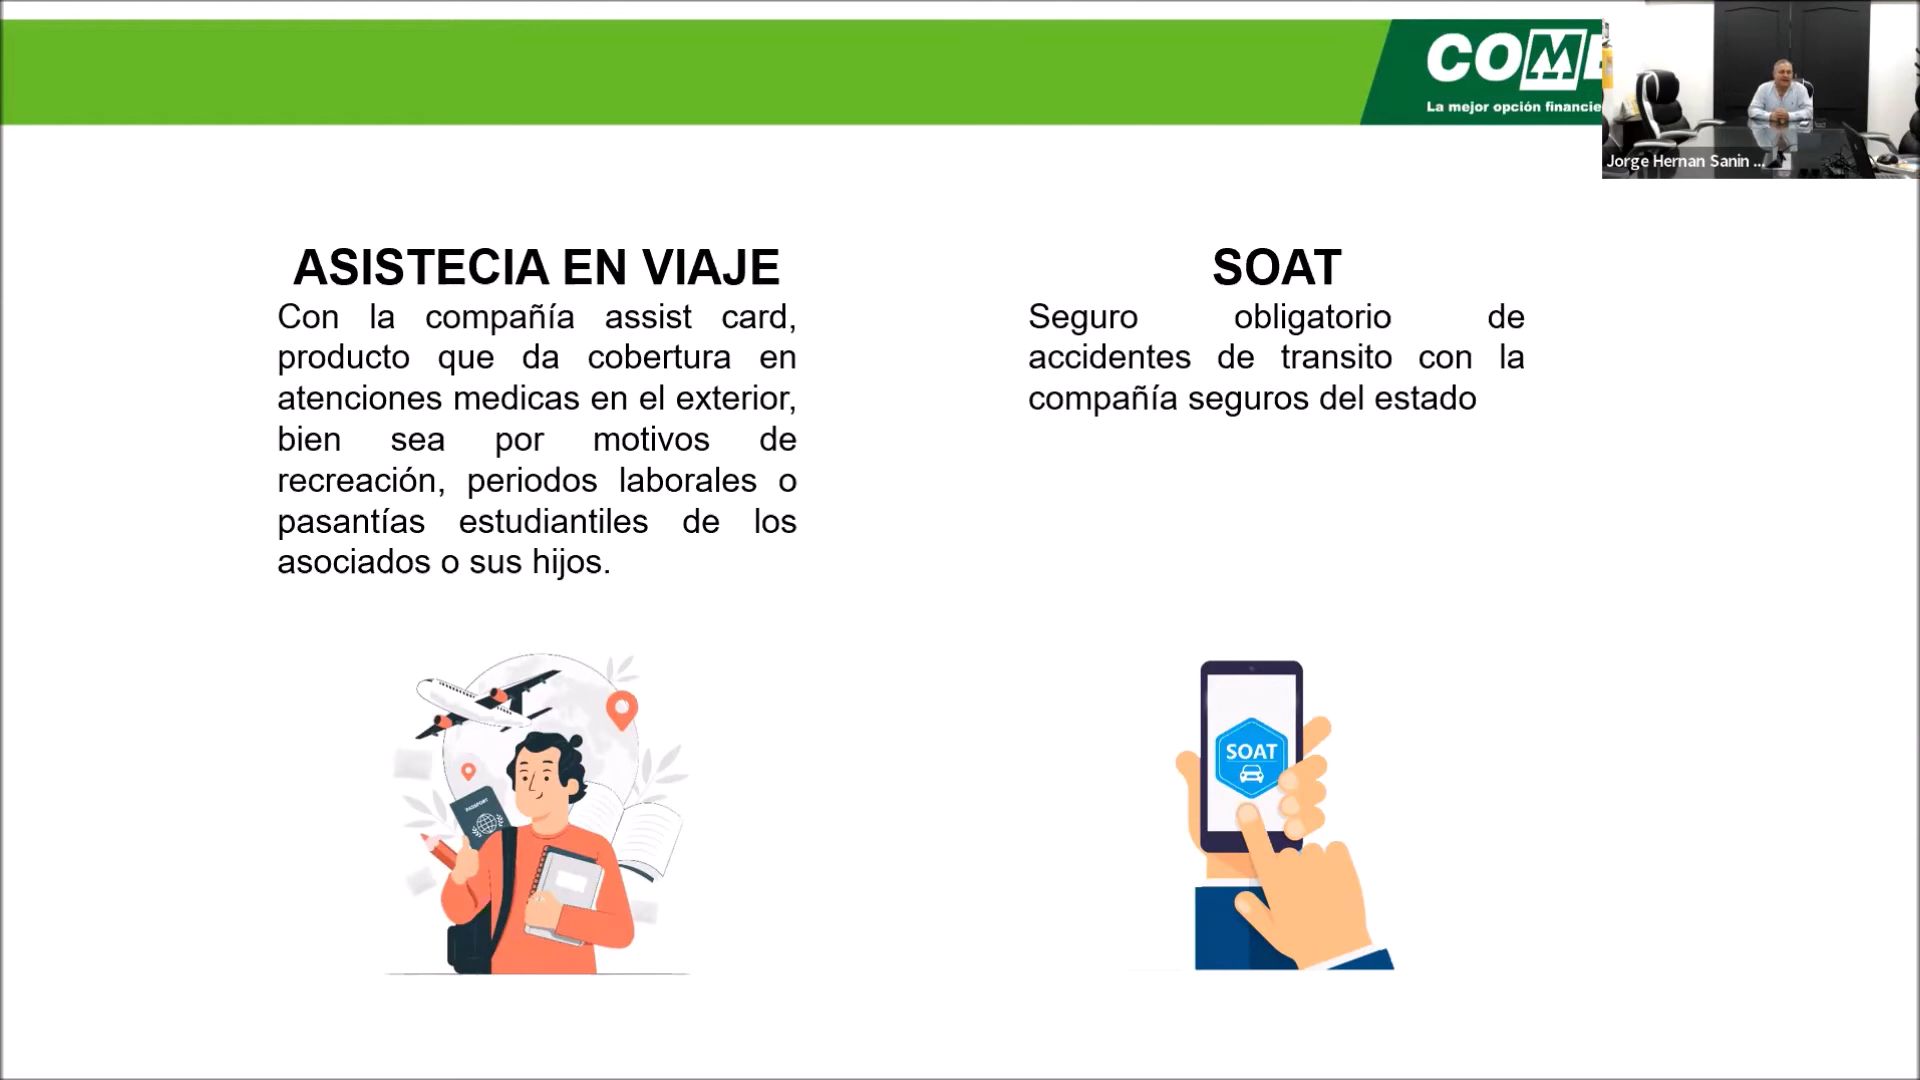 COM
La mejor opción financie
Jorge Hernan Sanin ...
ASISTECIA EN VIAJE
Con la compañía assist card,
producto que da cobertura en
atenciones medicas en el exterior,
bien sea por motivos de
recreación, periodos laborales o
pasantías estudiantiles de los
asociados o sus hijos.
SOAT
Seguro obligatorio de
accidentes de transito con la
compañía seguros del estado
PASSPORT
SOAT